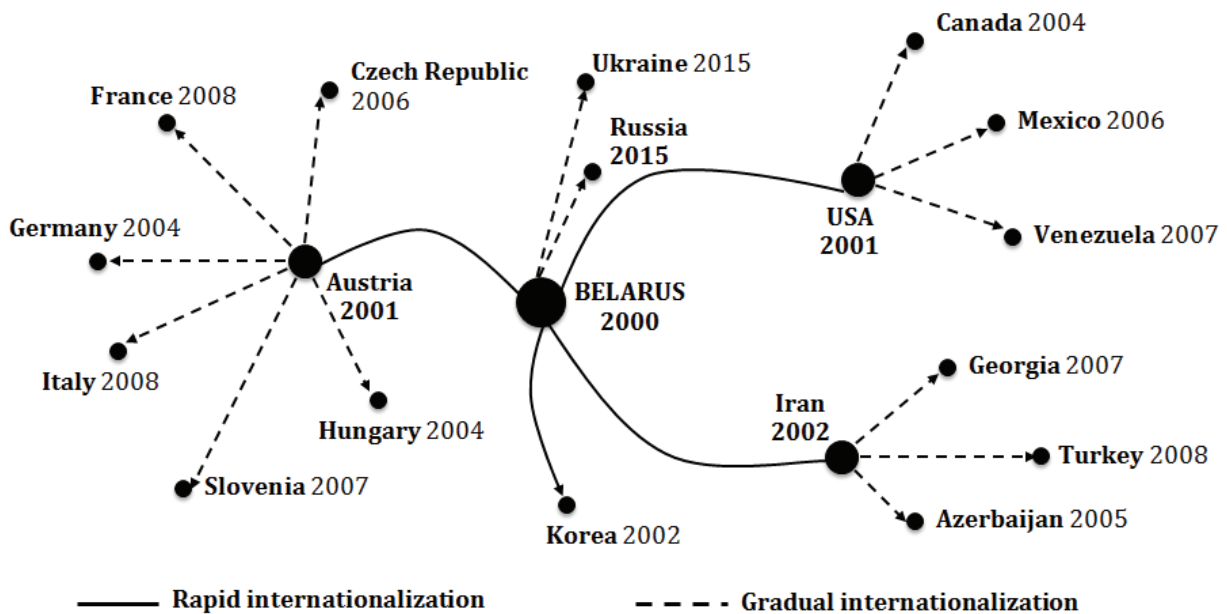 Canada 2004
Ukraine 2015
Czech Republic
2006
France 2008
Mexico 2006
Russia
2015
USA
2001
Germany 2004
Venezuela 2007
Austria
2001
BELARUS
2000
Georgia 2007
Italy 2008
Iran
2002
Hungary 2004
Turkey 2008
Slovenia 2007
Azerbaijan 2005
Korea 2002
Rapid internationalization
Gradual internationalization